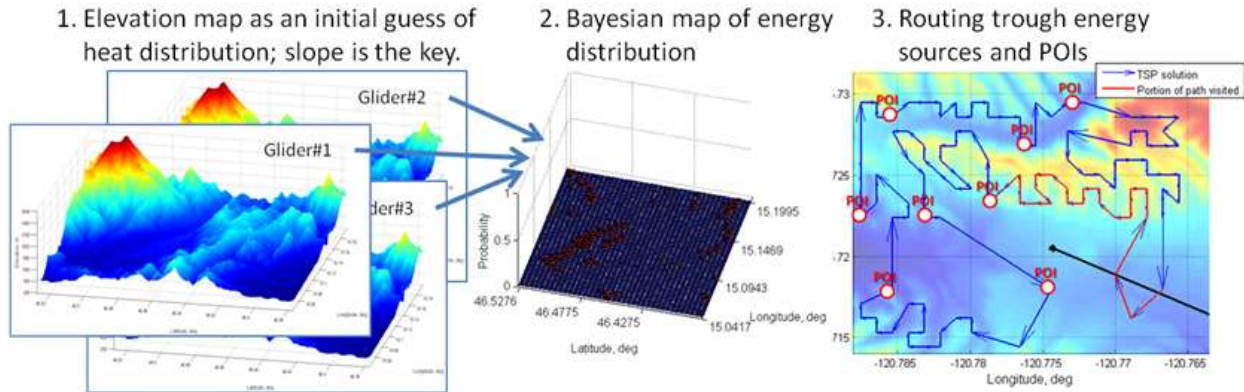 1. Elevation map as an initial guess of
heat distribution; slope is the key.
2. Bayesian map of energy
distribution
3. Routing trough energy
sources and POIs
Glider#2
Glider#1
der#3
Probability
1
0.5
0
46.5276
46.4775
46.4275
Latitude, deg
15.1995
15.1469
15.0943
15.0417
Longitude, deg
TSP solution
Portion of path visited
.73
.725
.72
.715
POI
POI
POI
POI
POI
POI
POI
POI
-120.785
-120.78
-120.775
-120.77
-120.765
Longitude, deg